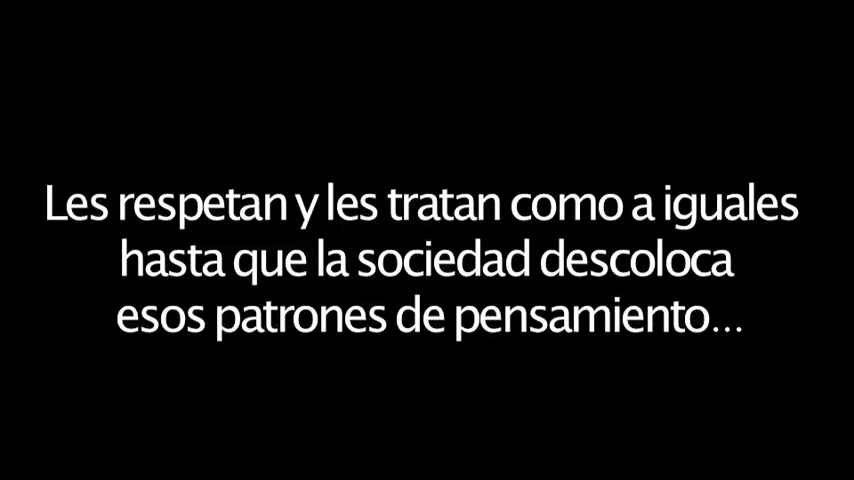 Les respetan y les tratan como a iguales
hasta que la sociedad descoloca
esos patrones de pensamiento...